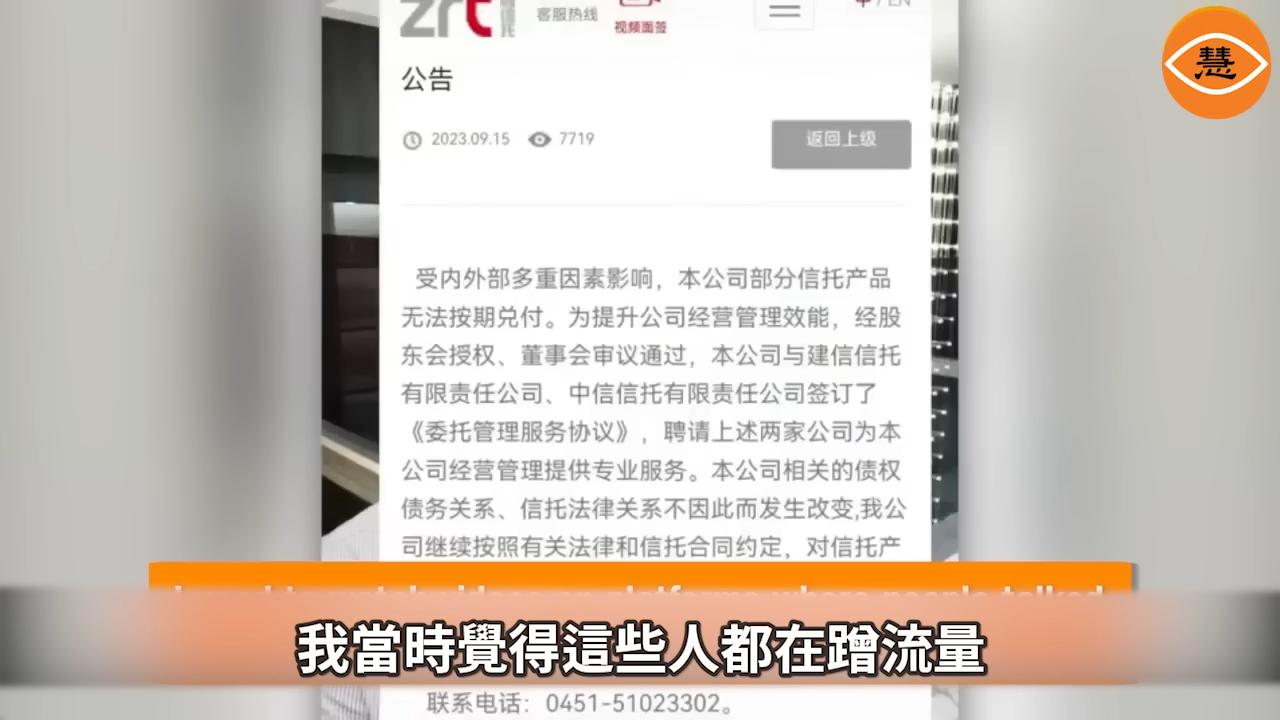 zrt
客服热线
视频面签
中 / EN
慧
公告
2023.09.15 7719
返回上级
受内外部多重因素影响，本公司部分信托产品
无法按期兑付。为提升公司经营管理效能，经股
东会授权、董事会审议通过，本公司与建信信托
有限责任公司、中信信托有限责任公司签订了
《委托管理服务协议》，聘请上述两家公司为本
公司经营管理提供专业服务。本公司相关的债权
债务关系、信托法律关系不因此而发生改变,我公
司继续按照有关法律和信托合同约定，对信托产
我當時覺得這些人都在蹭流量
联系电话：0451-51023302。